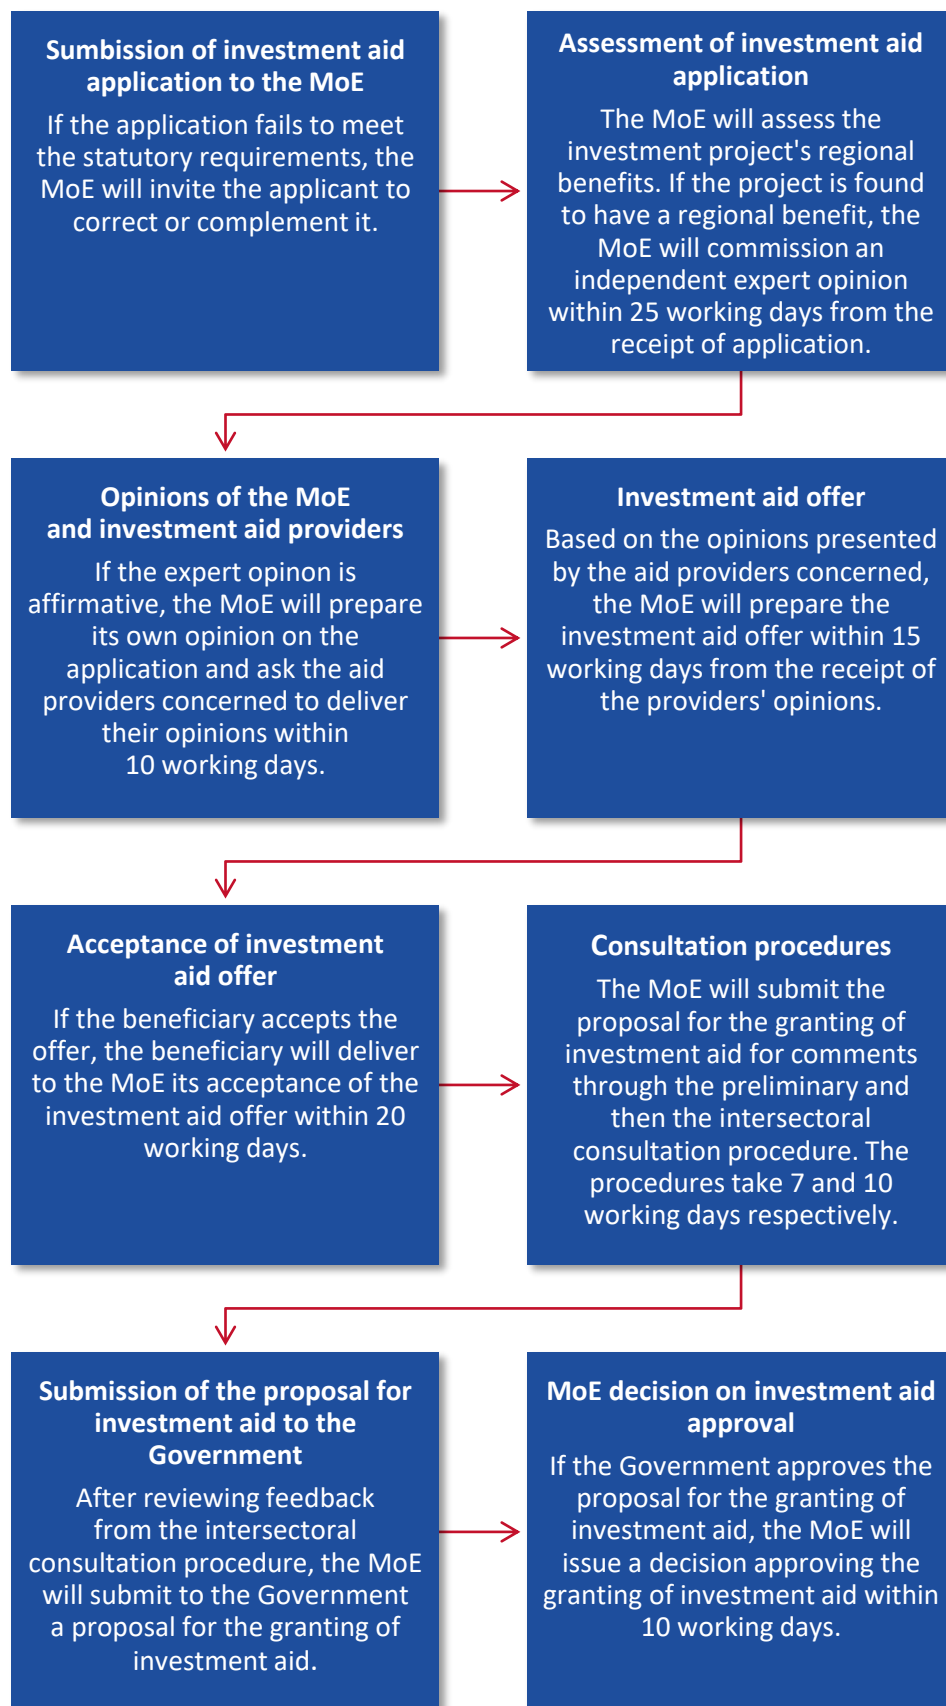 Sumbission of investment aid
application to the MoE
If the application fails to meet
the statutory requirements, the
MoE will invite the applicant to
correct or complement it.
Assessment of investment aid
application
The MoE will assess the
investment project's regional
benefits. If the project is found
to have a regional benefit, the
MoE will commission an
independent expert opinion
within 25 working days from the
receipt of application.
Opinions of the MoE
and investment aid providers
If the expert opinon is
affirmative, the MoE will prepare
its own opinion on the
application and ask the aid
providers concerned to deliver
their opinions within
10 working days.
Investment aid offer
Based on the opinions presented
by the aid providers concerned,
the MoE will prepare the
investment aid offer within 15
working days from the receipt of
the providers' opinions.
Acceptance of investment
aid offer
If the beneficiary accepts the
offer, the beneficiary will deliver
to the MoE its acceptance of the
investment aid offer within 20
working days.
Consultation procedures
The MoE will submit the
proposal for the granting of
investment aid for comments
through the preliminary and
then the intersectoral
consultation procedure. The
procedures take 7 and 10
working days respectively.
Submission of the proposal for
investment aid to the
Government
After reviewing feedback
from the intersectoral
consultation procedure, the MoE
will submit to the Government
a proposal for the granting of
investment aid.
MoE decision on investment aid
approval
If the Government approves the
proposal for the granting of
investment aid, the MoE will
issue a decision approving the
granting of investment aid within
10 working days.